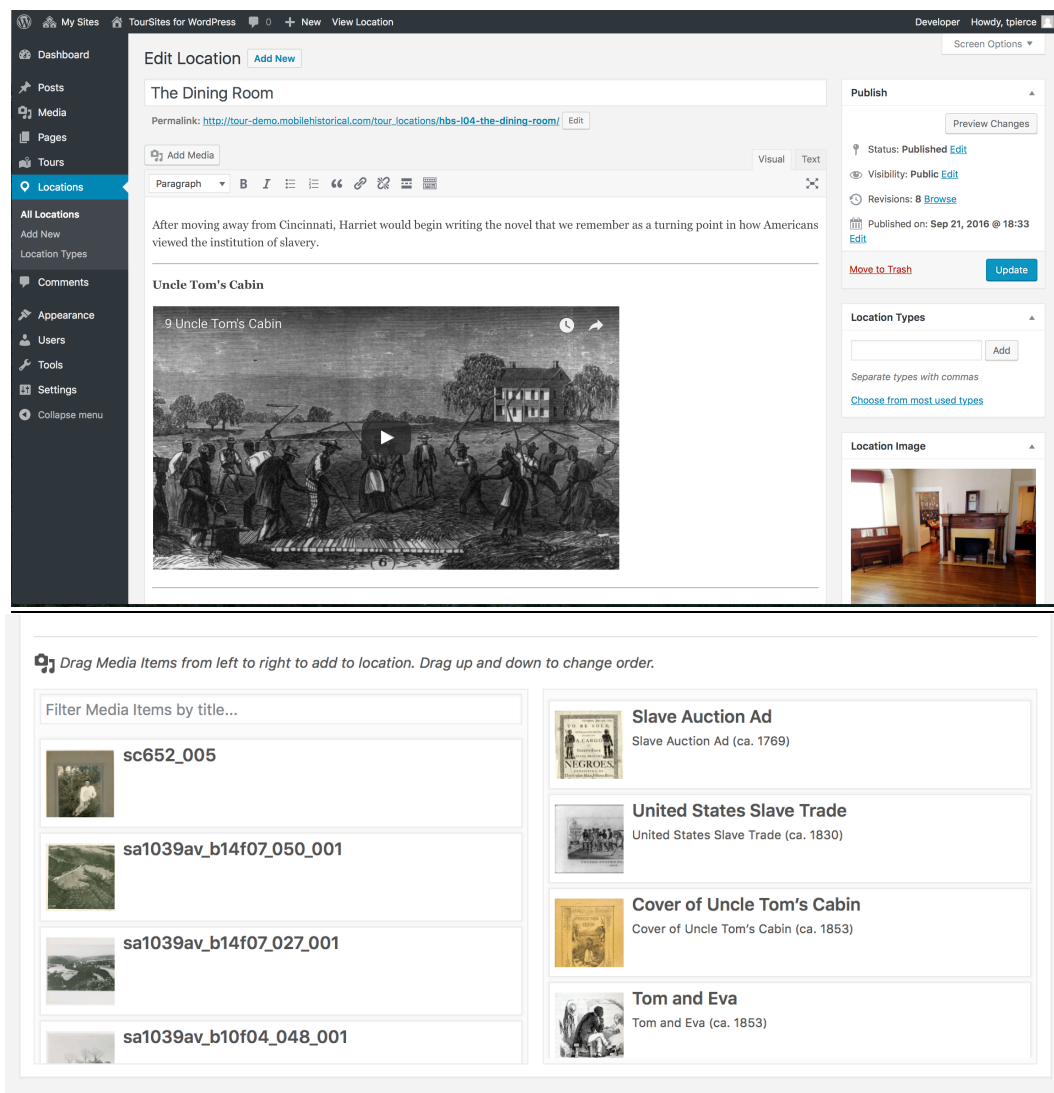 My Sites TourSites for WordPress 0 New View Location Developer Howdy, tpierce
Screen Options
Dashboard
Posts
Media
Pages
Tours
Locations
All Locations
Add New
Location Types
Comments
Appearance
Users
Tools
Settings
Collapse menu
Edit Location Add New
The Dining Room
Permalink: http://tour-demo.mobilehistorical.com/tour_locations/hbs-l04-the-dining-room/ Edit
Add Media
Visual Text
Paragraph B I
After moving away from Cincinnati, Harriet would begin writing the novel that we remember as a turning point in how Americans
viewed the institution of slavery.
Uncle Tom's Cabin
9 Uncle Tom's Cabin
6
Publish
Preview Changes
Status: Published Edit
Visibility: Public Edit
Revisions: 8 Browse
Published on: Sep 21, 2016 @ 18:33
Edit
Move to Trash Update
Location Types
Add
Separate types with commas
Choose from most used types
Location Image
Drag Media Items from left to right to add to location. Drag up and down to change order.
Filter Media Items by title...
sc652_005
sa1039av_b14f07_050_001
sa1039av_b14f07_027_001
sa1039av_b10f04_048_001
TO BE SOLD
A CARGO
NEGROES,
Slave Auction Ad
Slave Auction Ad (ca. 1769)
United States Slave Trade
United States Slave Trade (ca. 1830)
Cover of Uncle Tom’s Cabin
Cover of Uncle Tom’s Cabin (ca. 1853)
Tom and Eva
Tom and Eva (ca. 1853)